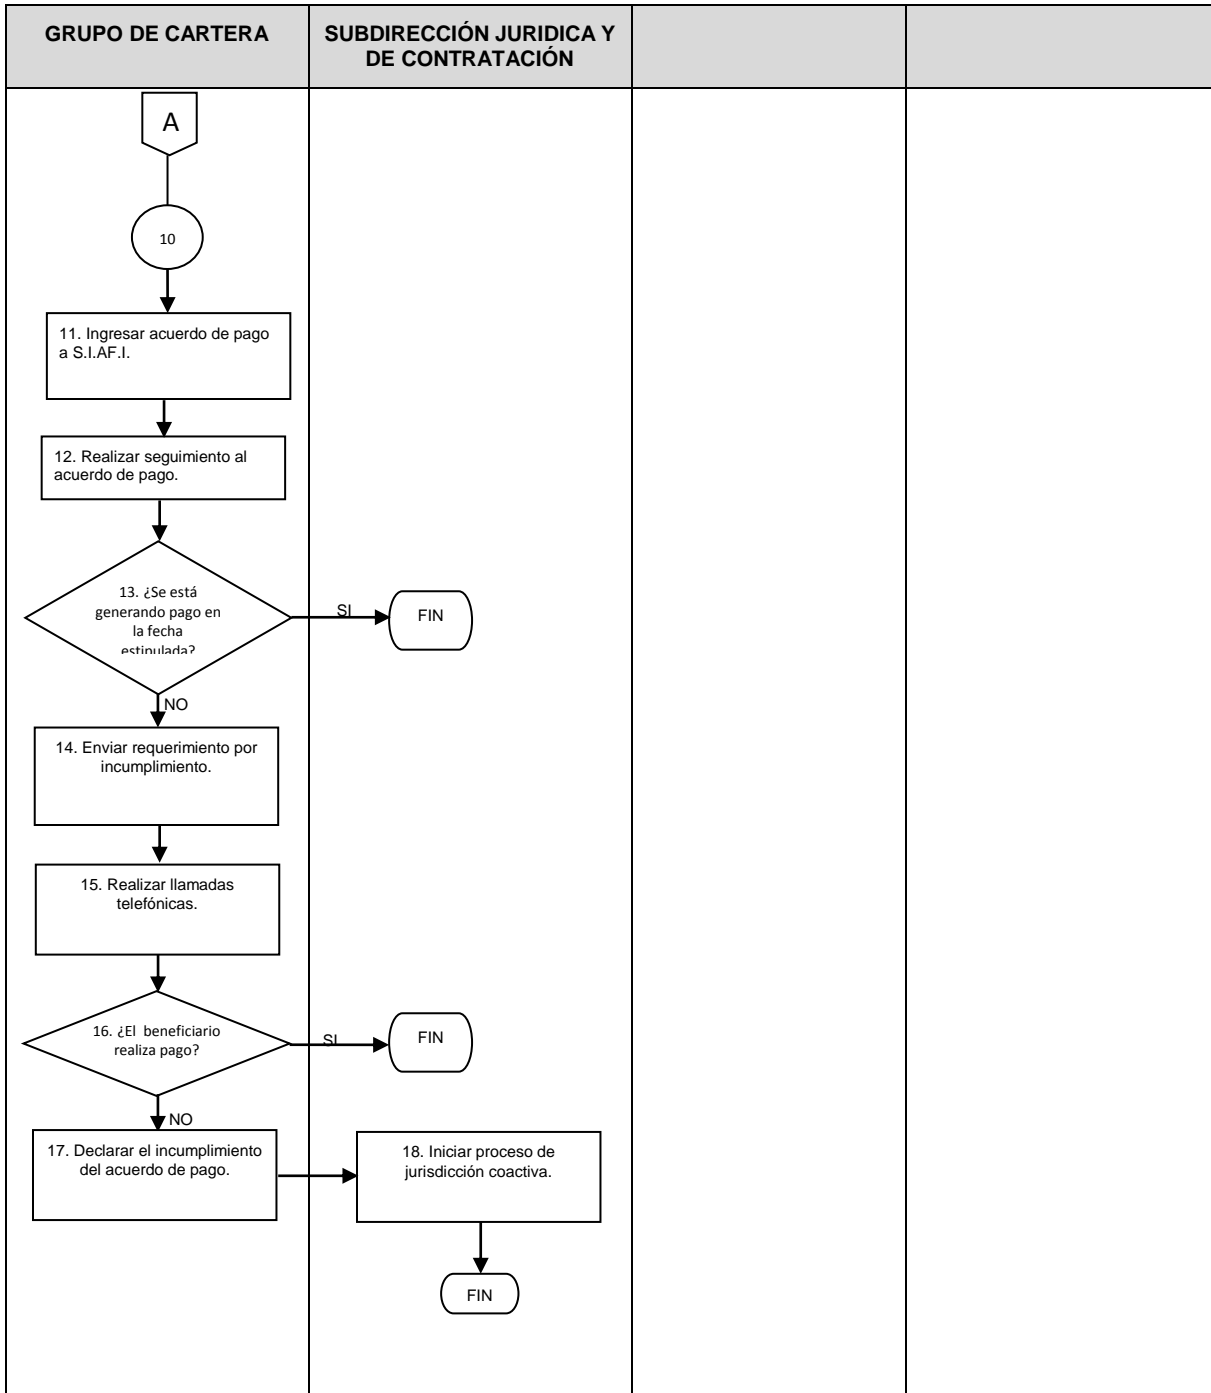 GRUPO DE CARTERA
SUBDIRECCIÓN JURIDICA Y
DE CONTRATACIÓN
A
10
11. Ingresar acuerdo de pago
a S.I.AF.I.
12. Realizar seguimiento al
acuerdo de pago.
13. ¿Se está
generando pago en
la fecha
estipulada?
SI
FIN
NO
14. Enviar requerimiento por
incumplimiento.
15. Realizar llamadas
telefónicas.
16. ¿El  beneficiario
realiza pago?
SI
FIN
NO
17. Declarar el incumplimiento
del acuerdo de pago.
18. Iniciar proceso de
jurisdicción coactiva.
FIN